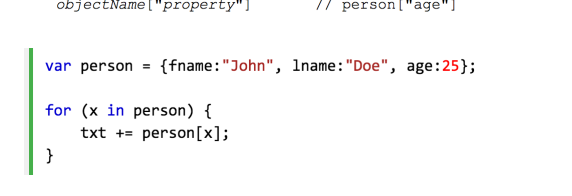 objectName["property"] // person["age"]
var person = {fname:"John", lname:"Doe", age:25};
for (x in person) {
txt += person[x];
}